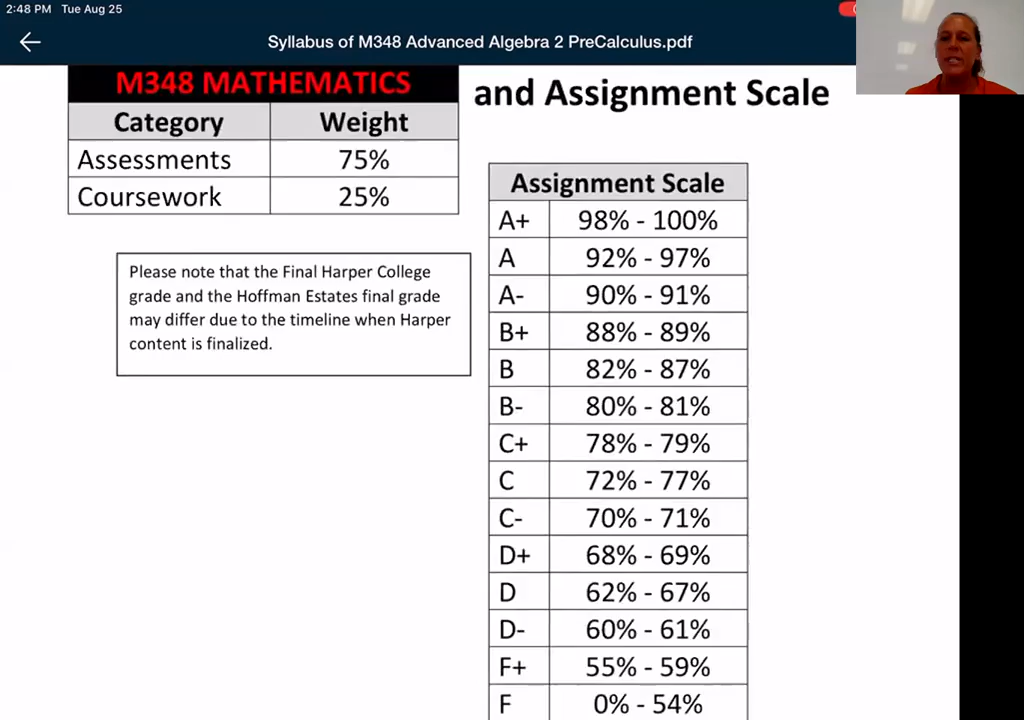 2:48 PM Tue Aug 25
Syllabus of M348 Advanced Algebra 2 PreCalculus.pdf
M348 MATHEMATICS
Category Weight
Assessments 75%
Coursework 25%
Please note that the Final Harper College
grade and the Hoffman Estates final grade
may differ due to the timeline when Harper
content is finalized.
and Assignment Scale
Assignment Scale
A+ 98% - 100%
A 92% - 97%
A- 90% - 91%
B+ 88% - 89%
B 82% - 87%
B- 80% - 81%
C+ 78% - 79%
C 72% - 77%
C- 70% - 71%
D+ 68% - 69%
D 62% - 67%
D- 60% - 61%
F+ 55% - 59%
F 0% - 54%